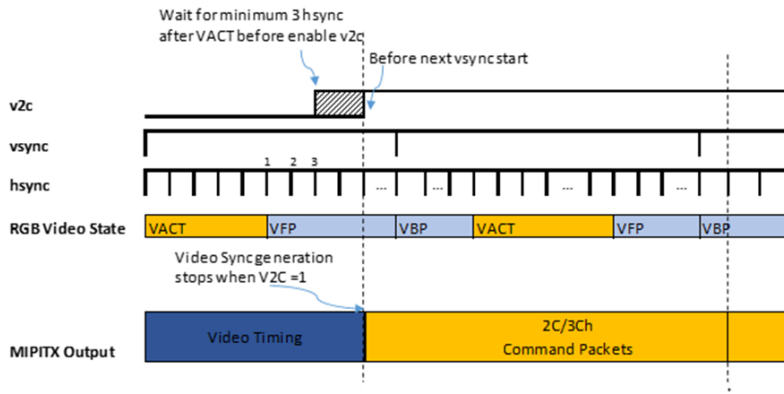 Wait for minimum 3 hsync
after VACT before enable v2c
Before next vsync start
v2c
vsync
1 2 3
hsync
... ... ... ...
RGB Video State
VACT VFP VBP VACT VFP VBP
Video Sync generation
stops when V2C =1
Video Timing
2C/3Ch
Command Packets
MIPITX Output